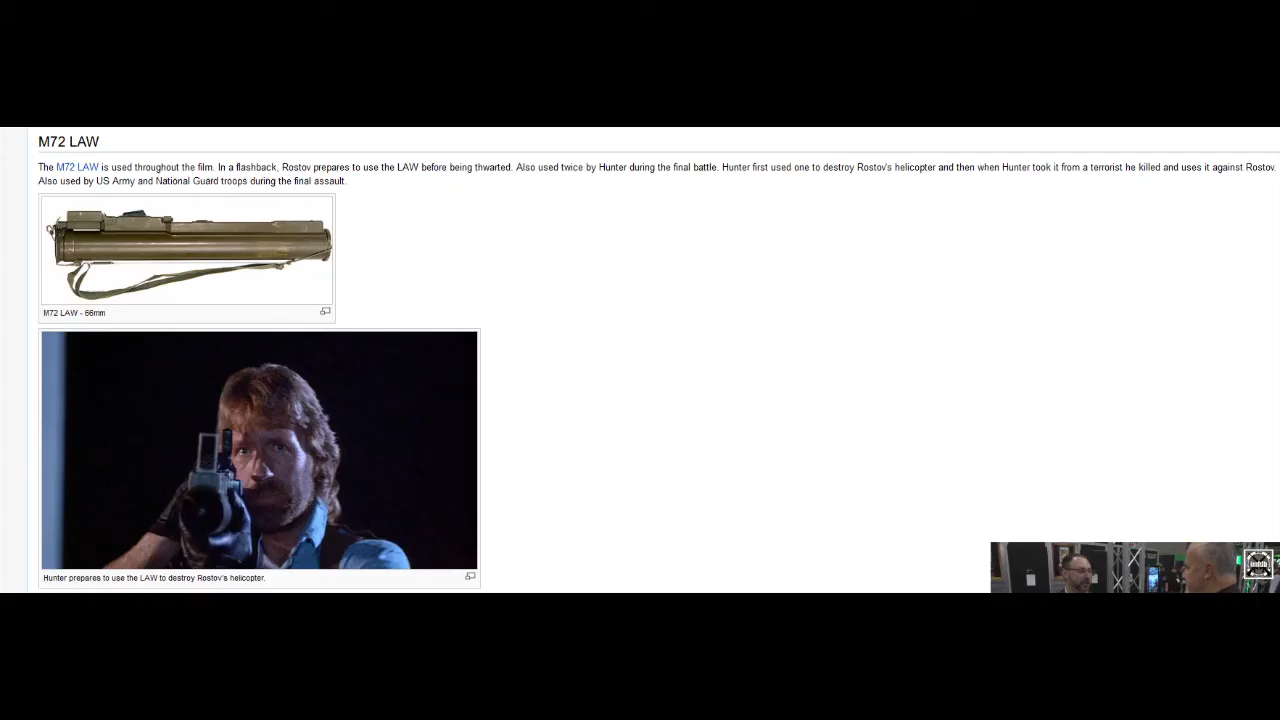 M72 LAW
The M72 LAW is used throughout the film. In a flashback, Rostov prepares to use the LAW before being thwarted. Also used twice by Hunter during the final battle. Hunter first used one to destroy Rostov's helicopter and then when Hunter took it from a terrorist he killed and uses it against Rostov.
Also used by US Army and National Guard troops during the final assault.
M72 LAW - 66mm
Hunter prepares to use the LAW to destroy Rostov's helicopter.
imfdb